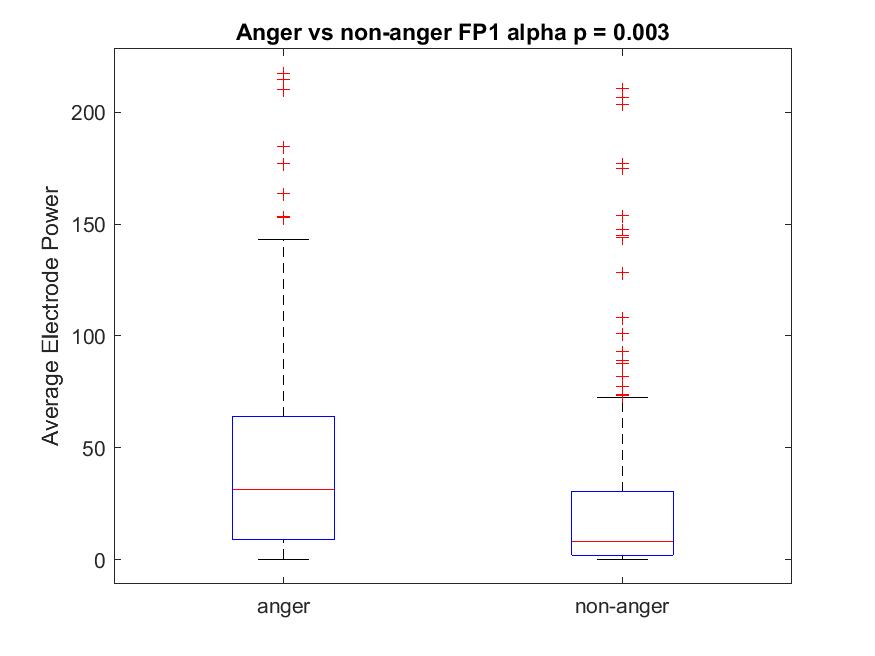 Anger vs non-anger FP1 alpha p = 0.003
Average Electrode Power
200
150
100
50
0
anger
non-anger